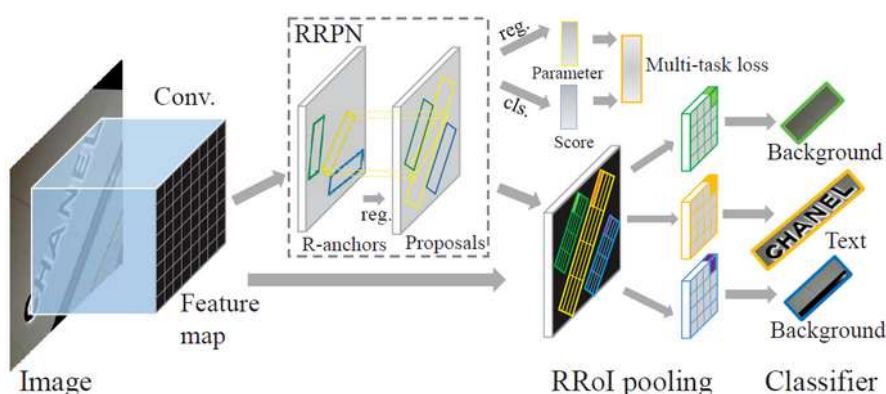 RRPN
reg.
Parameter
Multi-task loss
cls.
Score
Conv.
CHANEL
R-anchors
reg.
Proposals
Feature
map
Background
CHANEL
Text
Background
Image
RRoI pooling
Classifier